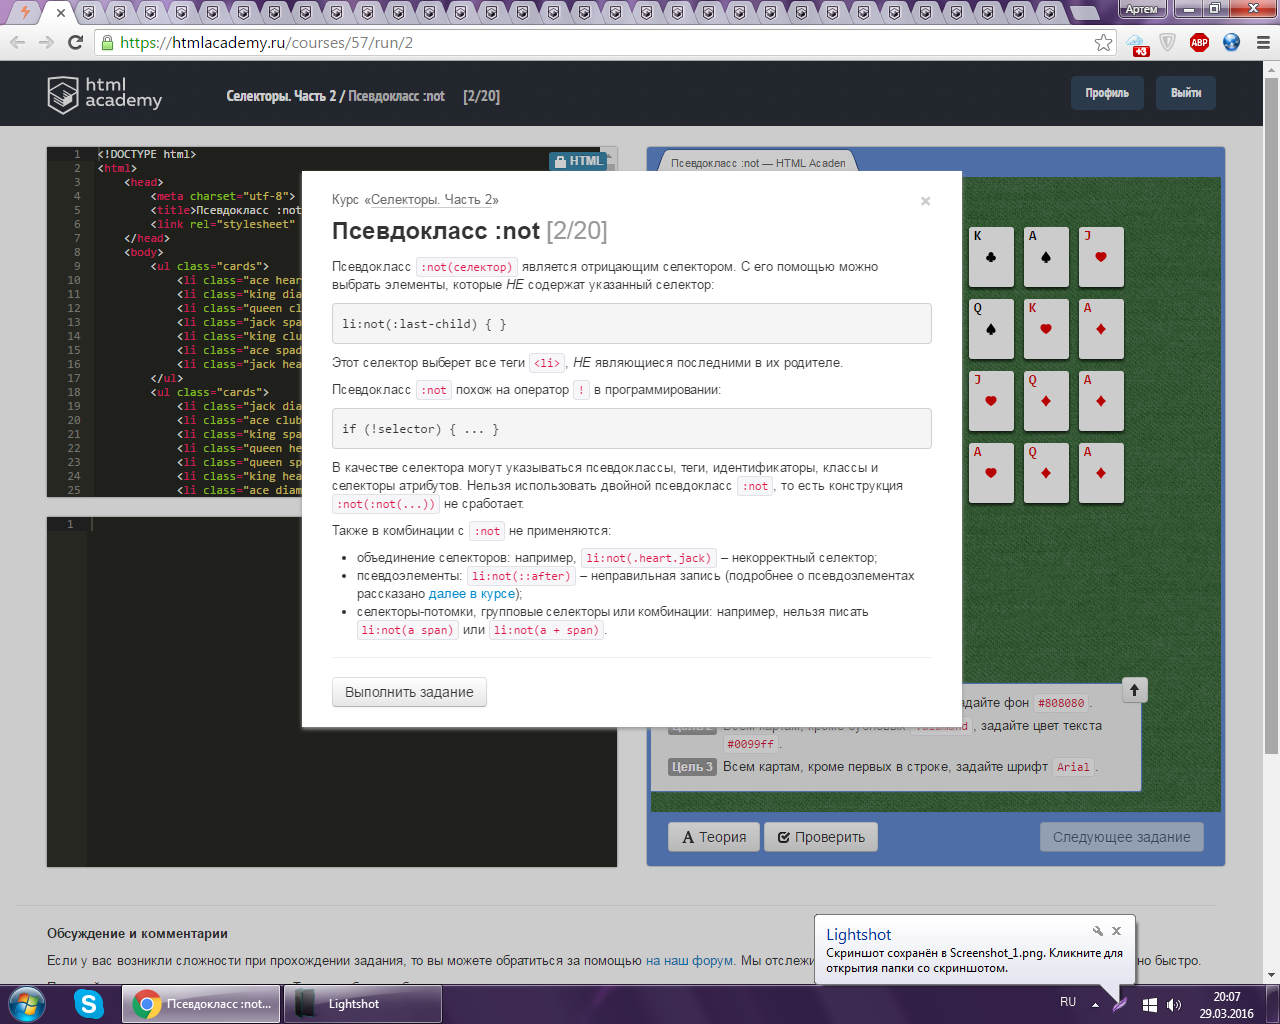 Артем
https://htmlacademy.ru/courses/57/run/2
+3
ABP
html
academy
Селекторы. Часть 2 / Псевдокласс :not [2/20]
Профиль
Выйти
1 <!DOCTYPE html>
2 <html>
3 <head>
4 <meta charset="utf-8">
5 <title>Псевдокласс :not
6 <link rel="stylesheet"
7 </head>
8 <body>
9 <ul class="cards">
10 <li class="ace hear
11 <li class="king dia
12 <li class="queen cl
13 <li class="jack spa
14 <li class="king clu
15 <li class="ace spad
16 <li class="jack hea
17 </ul>
18 <ul class="cards">
19 <li class="jack dia
20 <li class="ace club
21 <li class="king spa
22 <li class="queen he
23 <li class="queen sp
24 <li class="king hea
25 <li class="ace diam
HTML
1
Курс «Селекторы. Часть 2»
×
Псевдокласс :not [2/20]
Псевдокласс :not(селектор) является отрицающим селектором. С его помощью можно
выбрать элементы, которые НЕ содержат указанный селектор:
li:not(:last-child) { }
Этот селектор выберет все теги <li>, НЕ являющиеся последними в их родителе.
Псевдокласс :not похож на оператор ! в программировании:
if (!selector) { ... }
В качестве селектора могут указываться псевдоклассы, теги, идентификаторы, классы и
селекторы атрибутов. Нельзя использовать двойной псевдокласс :not, то есть конструкция
:not(:not(...)) не сработает.
Также в комбинации с :not не применяются:
• объединение селекторов: например, li:not(.heart.jack) – некорректный селектор;
• псевдоэлементы: li:not(::after) – неправильная запись (подробнее о псевдоэлементах
рассказано далее в курсе);
• селекторы-потомки, групповые селекторы или комбинации: например, нельзя писать
li:not(a span) или li:not(a + span).
Выполнить задание
Псевдокласс :not — HTML Academ
K A J
Q K A
J Q A
A Q A
задайте фон #808080.
, задайте цвет текста
#0099ff.
Цель 3 Всем картам, кроме первых в строке, задайте шрифт Arial.
A Теория
Проверить
Следующее задание
Обсуждение и комментарии
Если у вас возникли сложности при прохождении задания, то вы можете обратиться за помощью на наш форум. Мы отслежи
но быстро.
Lightshot
Скриншот сохранён в Screenshot_1.png. Кликните для
открытия папки со скриншотом.
Псевдокласс :not...
Lightshot
RU
20:07
29.03.2016